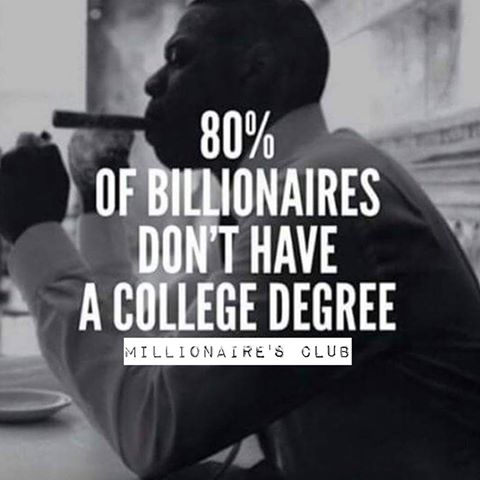 80%
OF BILLIONAIRES
DON'T HAVE
A COLLEGE DEGREE
MILLIONAIRE'S CLUB